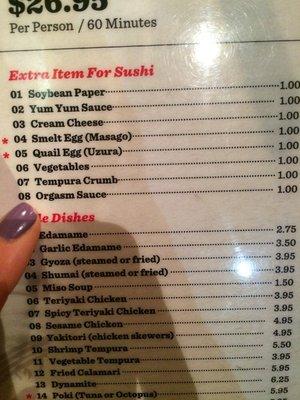 $26.95
Per Person / 60 Minutes
Extra Item For Sushi
01 Soybean Paper 1.00
02 Yum Yum Sauce 1.00
03 Cream Cheese 1.00
* 04 Smelt Egg (Masago) 1.00
* 05 Quail Egg (Uzura) 1.00
06 Vegetables 1.00
07 Tempura Crumb 1.00
08 Orgasm Sauce 1.00
Dishes
Edamame 2.75
Garlic Edamame 3.50
03 Gyoza (steamed or fried) 3.95
04 Shumai (steamed or fried) 3.95
05 Miso Soup 1.50
06 Teriyaki Chicken 3.95
07 Spicy Teriyaki Chicken 3.95
08 Sesame Chicken 4.95
09 Yakitori (chicken skewers) 4.95
10 Shrimp Tempura 5.50
11 Vegetable Tempura 3.95
12 Fried Calamari 5.95
13 Dynamite 6.25
* 14 Poki (Tuna or Octopus) 5.95